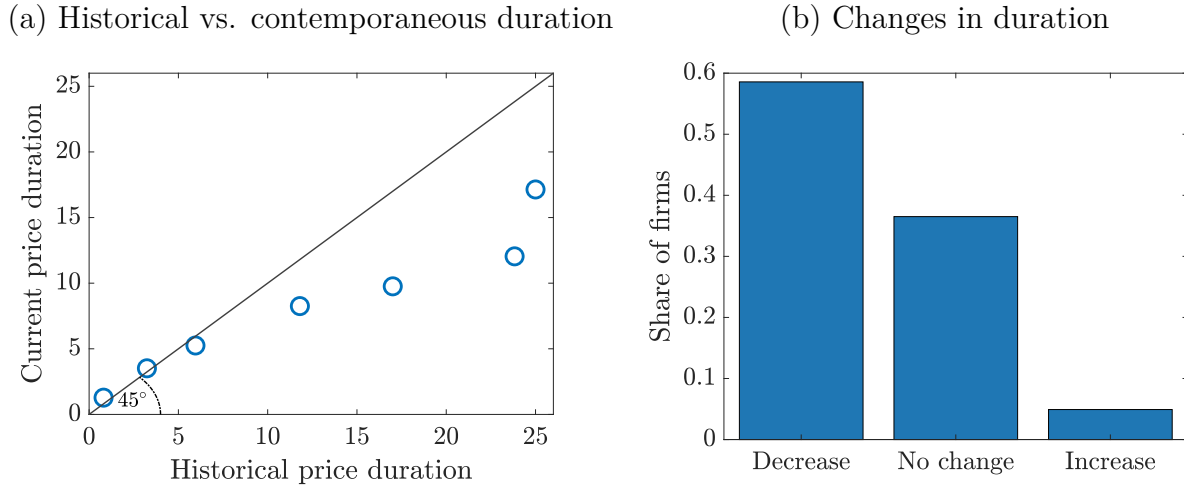 (a) Historical vs. contemporaneous duration
Current price duration
25
20
15
10
5
0
45°
0 5 10 15 20 25
Historical price duration
(b) Changes in duration
Share of firms
0.6
0.5
0.4
0.3
0.2
0.1
0
Decrease No change Increase